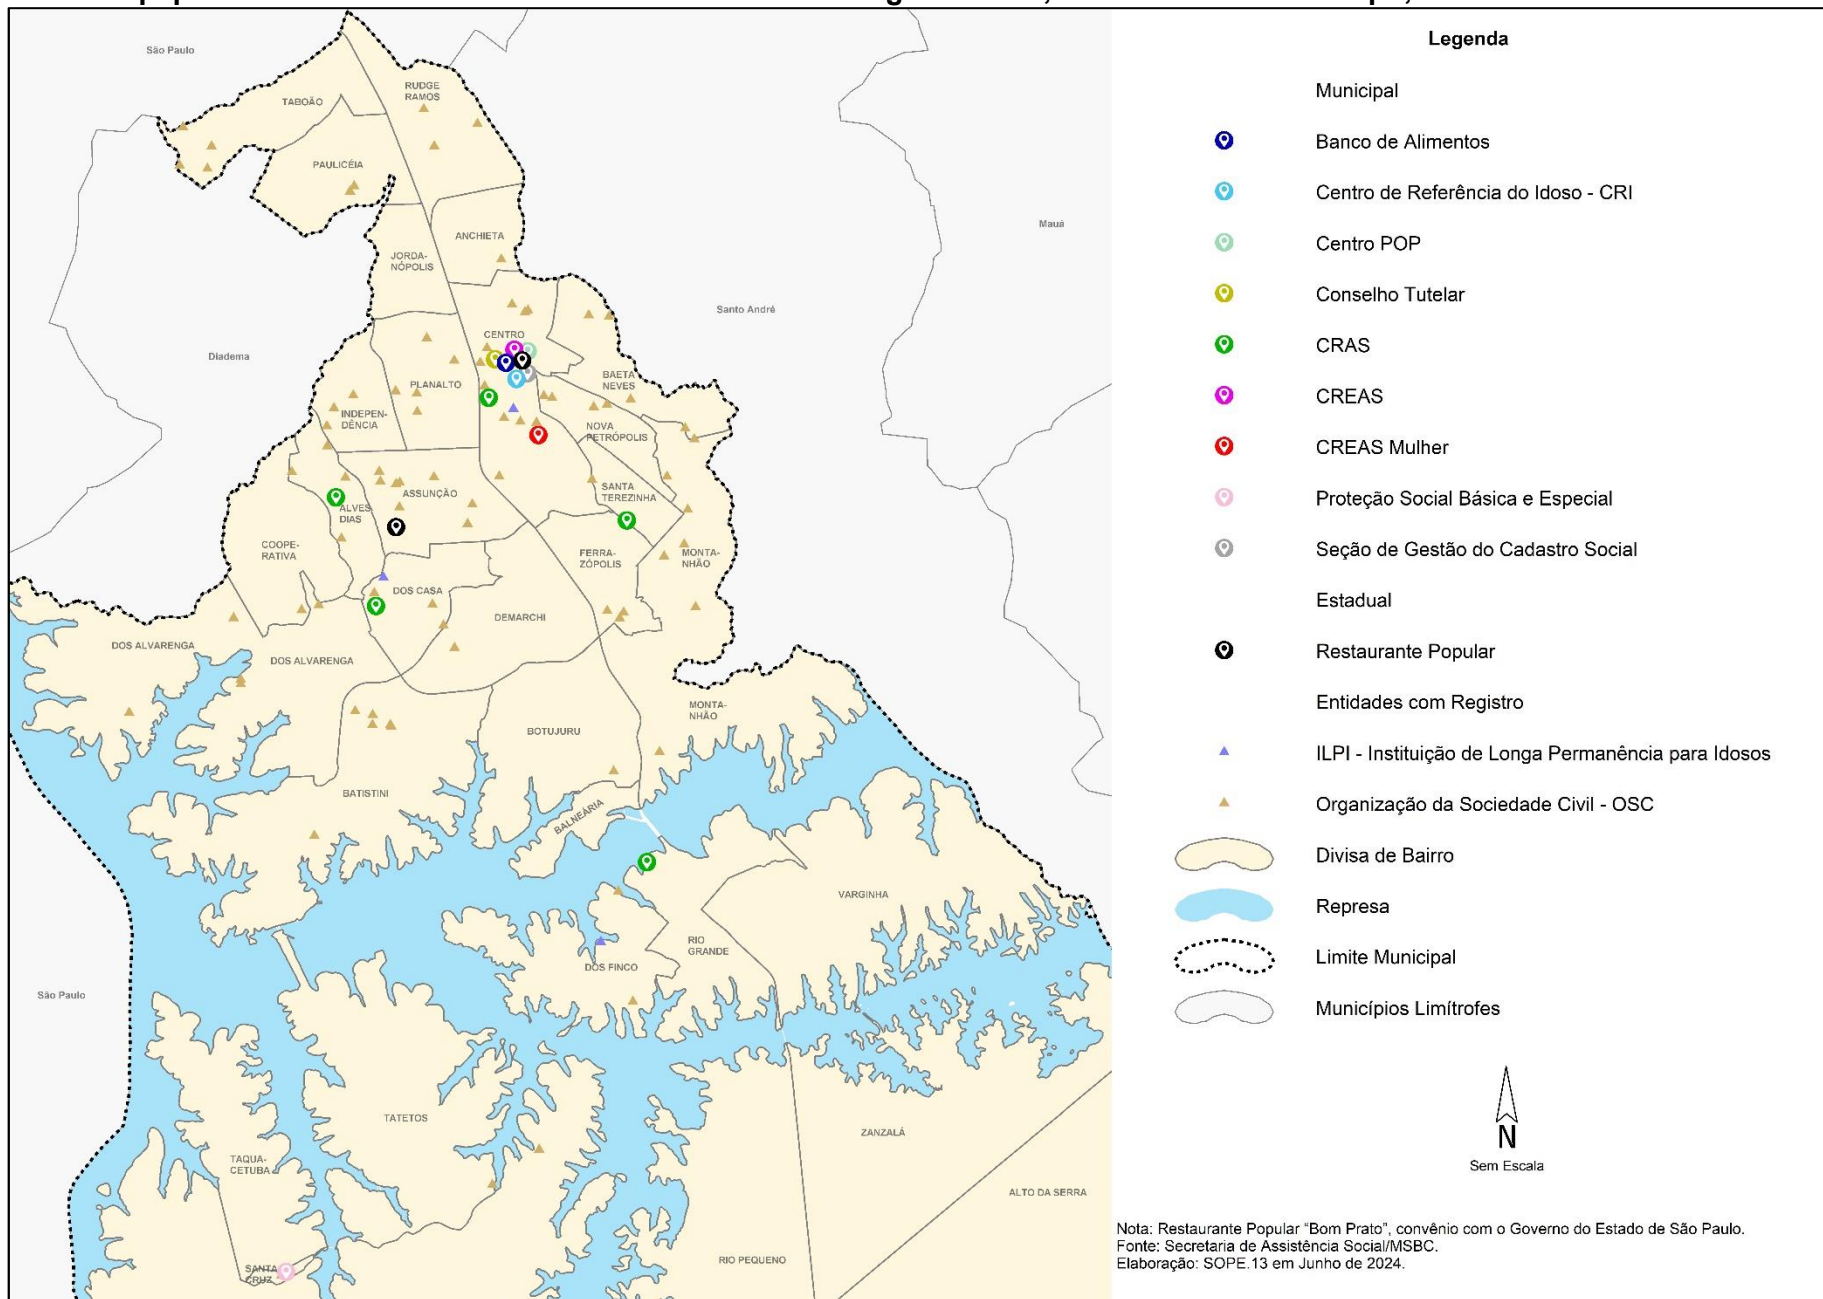 São Paulo
TABOÃO
RUDGE
RAMOS
PAULICÉIA
ANCHIETA
JORDA-
NÓPOLIS
Mauá
Santo André
Diadema
CENTRO
PLANALTO
BAETA
NEVES
INDEPEN-
DÊNCIA
NOVA
PETRÓPOLIS
ASSUNÇÃO
SANTA
TEREZINHA
ALVES
DIAS
COOPE-
RATIVA
FERRA-
ZÓPOLIS
MONTA-
NHÃO
DOS CASA
DEMARCHI
DOS ALVARENGA
DOS ALVARENGA
MONTA-
NHÃO
BOTUJURU
BATISTINI
BALNEÁRIA
VARGINHA
RIO
GRANDE
DOS FINCO
São Paulo
TATETOS
ZANZALÁ
TAQUA-
CETUBA
ALTO DA SERRA
RIO PEQUENO
SANTA
CRUZ
Legenda
Municipal
Banco de Alimentos
Centro de Referência do Idoso - CRI
Centro POP
Conselho Tutelar
CRAS
CREAS
CREAS Mulher
Proteção Social Básica e Especial
Seção de Gestão do Cadastro Social
Estadual
Restaurante Popular
Entidades com Registro
ILPI - Instituição de Longa Permanência para Idosos
Organização da Sociedade Civil - OSC
Divisa de Bairro
Represa
Limite Municipal
Municípios Limítrofes
N
Sem Escala
Nota: Restaurante Popular “Bom Prato”, convênio com o Governo do Estado de São Paulo.
Fonte: Secretaria de Assistência Social/MSBC.
Elaboração: SOPE.13 em Junho de 2024.